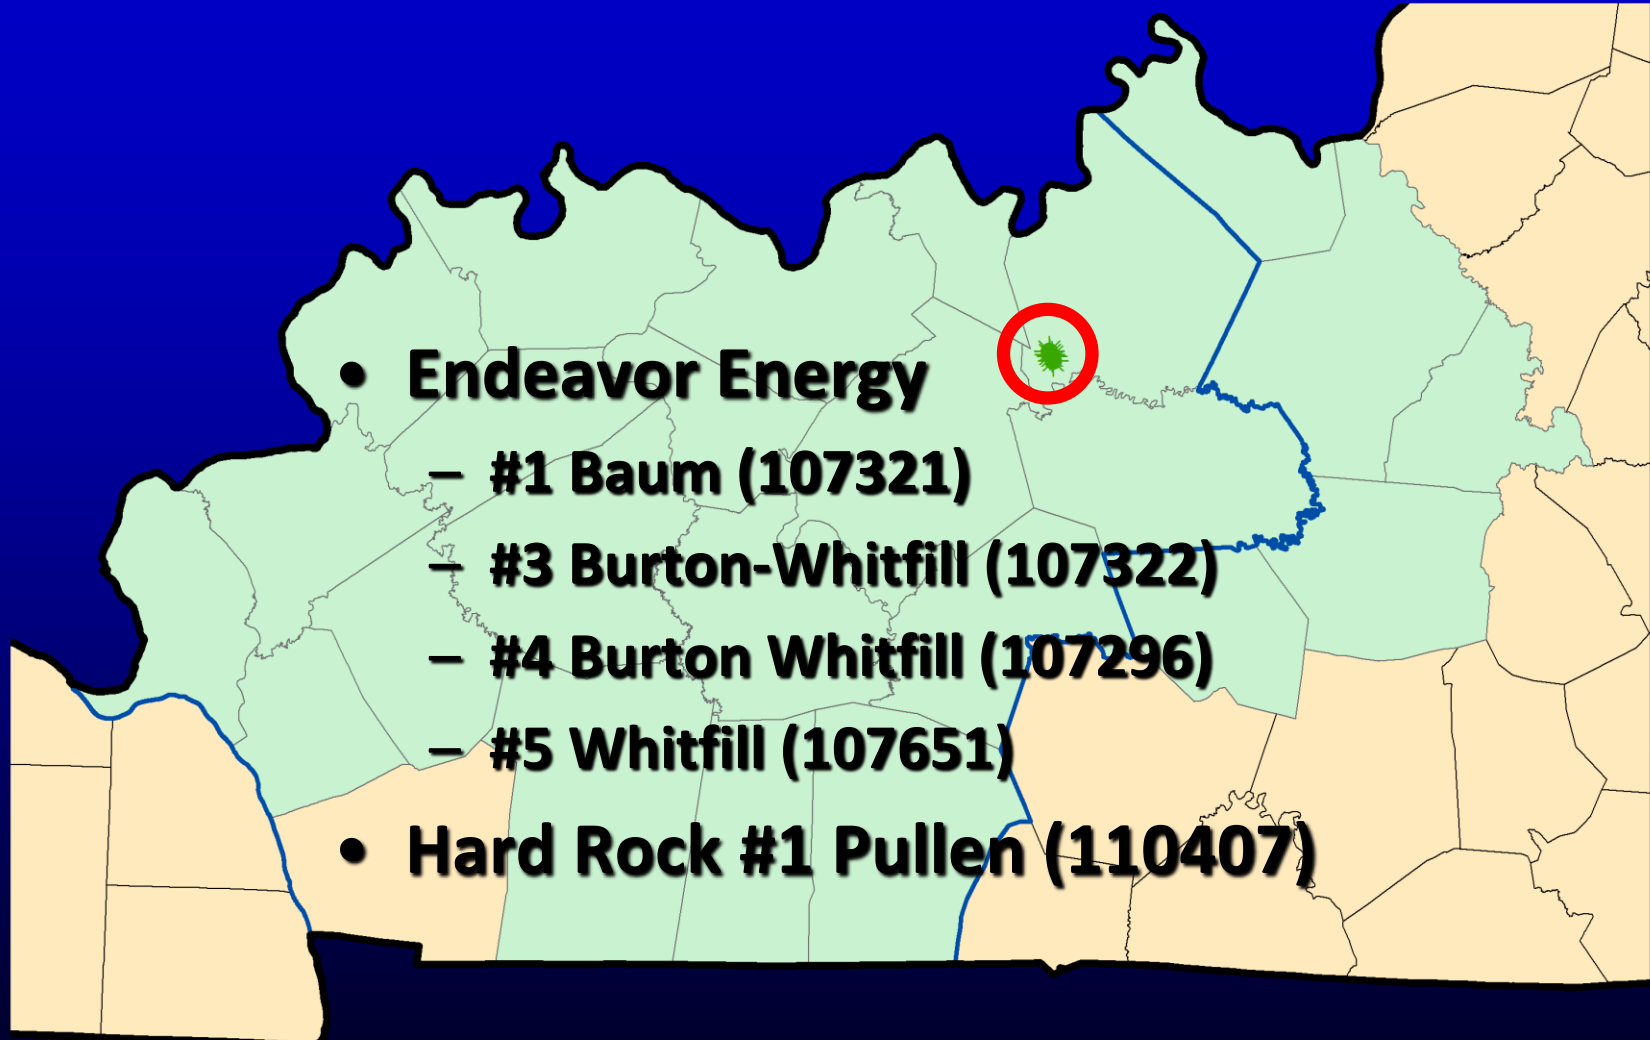 • Endeavor Energy
– #1 Baum (107321)
– #3 Burton-Whitfill (107322)
– #4 Burton Whitfill (107296)
– #5 Whitfill (107651)
• Hard Rock #1 Pullen (110407)